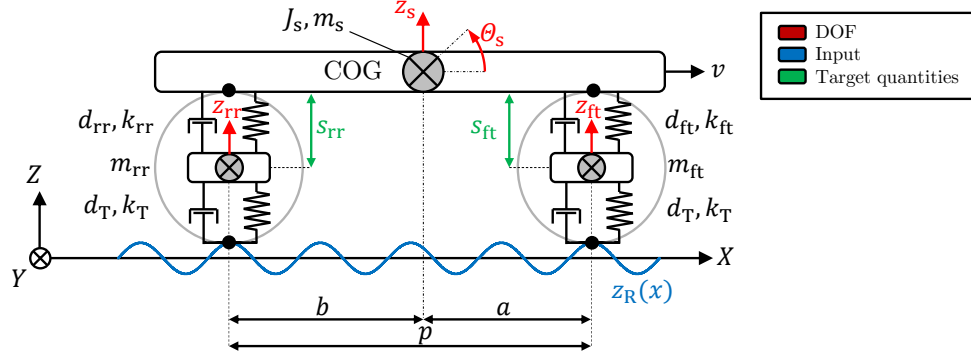 J_s, m_s
z_s
Θ_s
COG
v
DOF
Input
Target quantities
d_rr, k_rr
z_rr
s_rr
s_ft
z_ft
d_ft, k_ft
m_rr
m_ft
d_T, k_T
d_T, k_T
Z
Y
X
z_R(x)
b
a
p